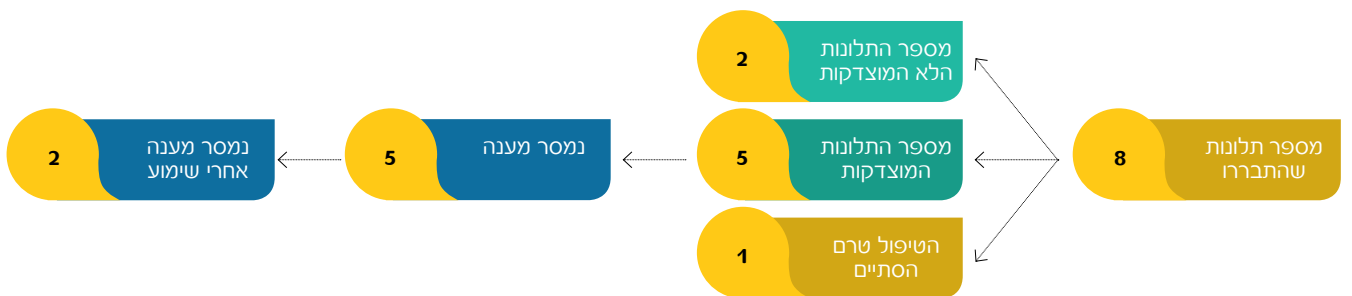 מספר תלונות
שהתבררו
8
מספר התלונות
הלא המוצדקות
2
מספר התלונות
המוצדקות
5
הטיפול טרם
הסתיים
1
נמסר מענה
5
נמסר מענה
אחרי שימוע
2